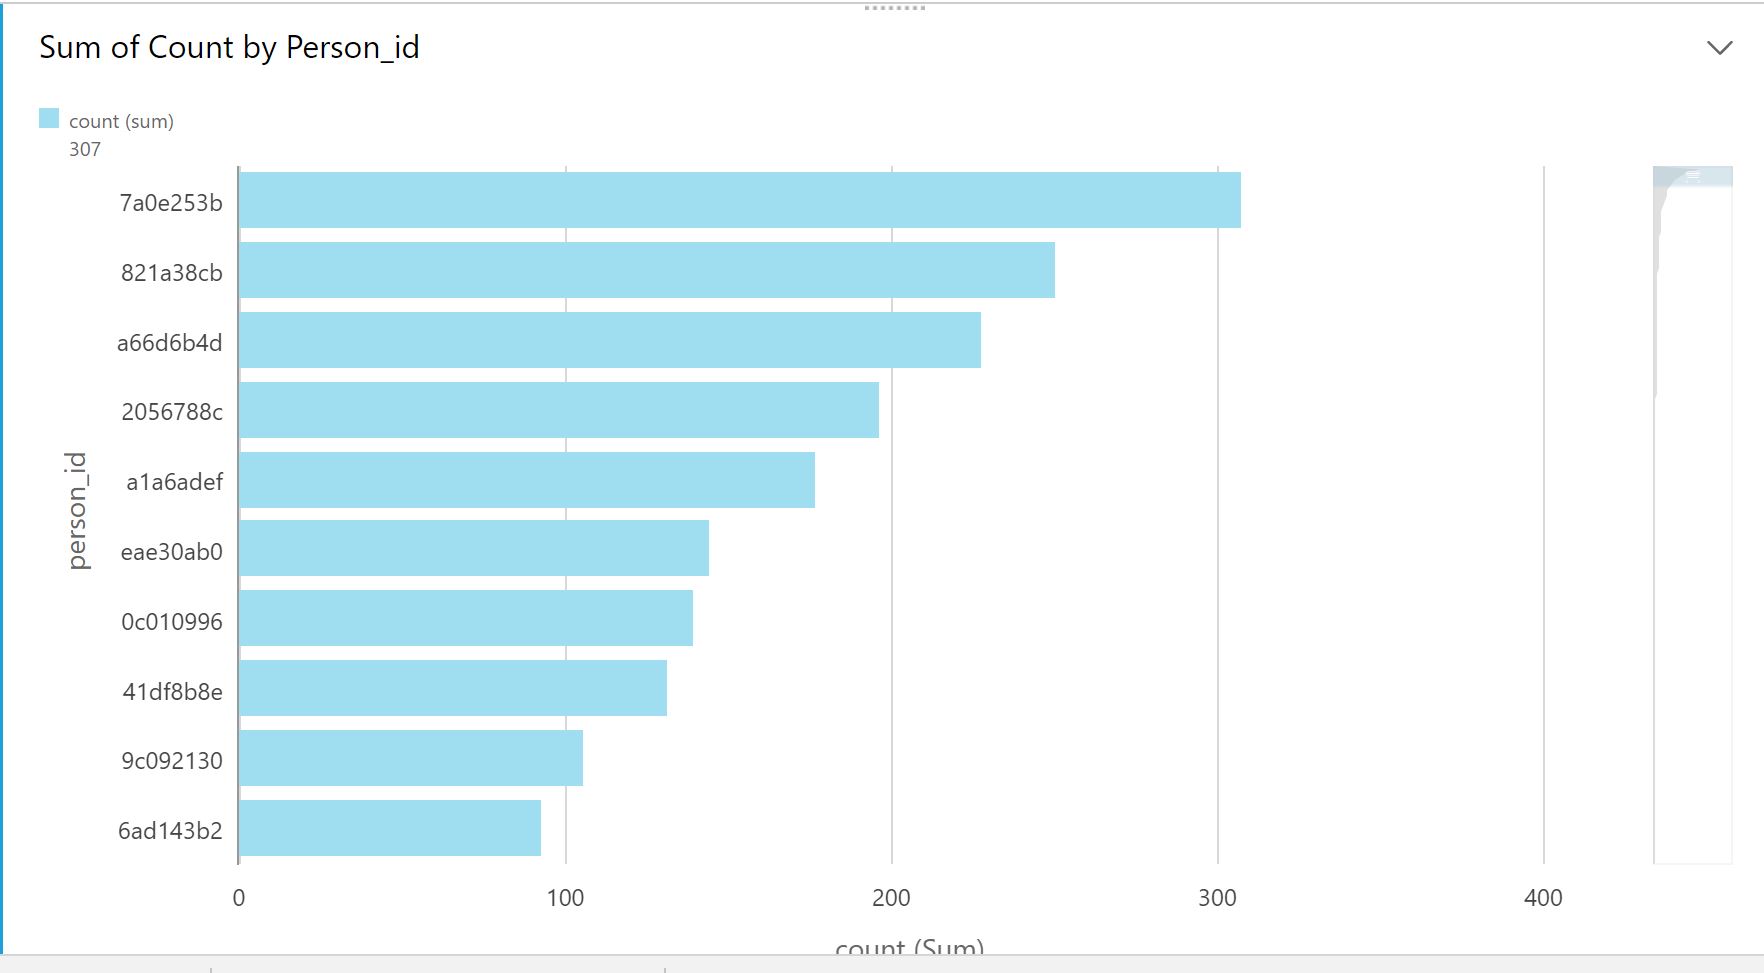 Sum of Count by Person_id
count (sum)
307
7a0e253b
821a38cb
a66d6b4d
2056788c
a1a6adef
eae30ab0
0c010996
41df8b8e
9c092130
6ad143b2
person_id
0 100 200 300 400
count (Sum)